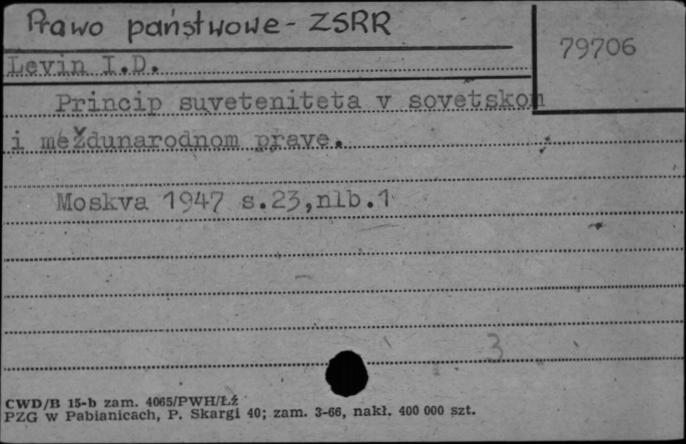 Prawo państwowe - ZSRR
79706
Levin I.D.
Princip suveteniteta v sovetskom
i meždunarodnom prave.
Moskva 1947 s.23,nlb.1
3
CWD/B 15-b zam. 4065/PWH/Łż
PZG w Pabianicach, P. Skargi 40; zam. 3-66, nakł. 400 000 szt.